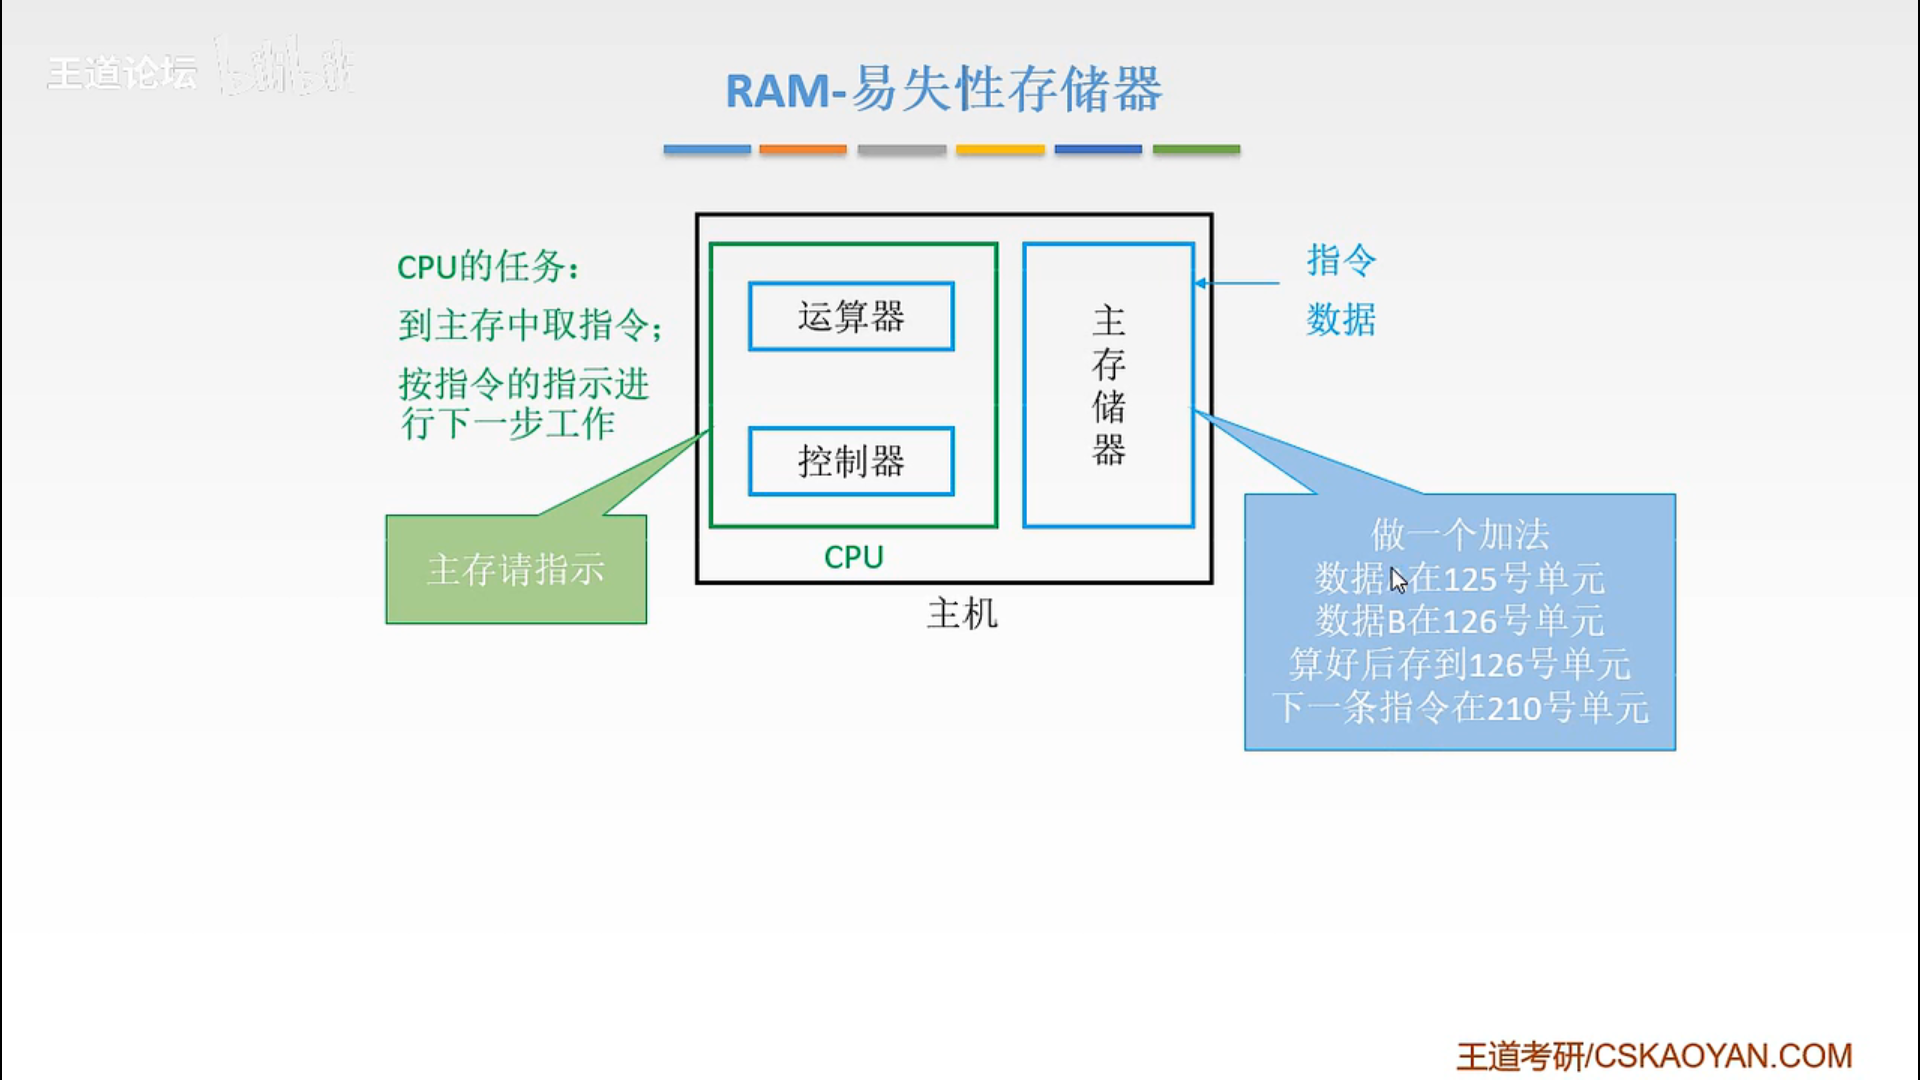 王道论坛 bilibili
RAM-易失性存储器
CPU的任务：
到主存中取指令；
按指令的指示进
行下一步工作
主存请指示
运算器
控制器
CPU
主存储器
主机
指令
数据
做一个加法
数据 在125号单元
数据B在126号单元
算好后存到126号单元
下一条指令在210号单元
王道考研/CSKAOYAN.COM